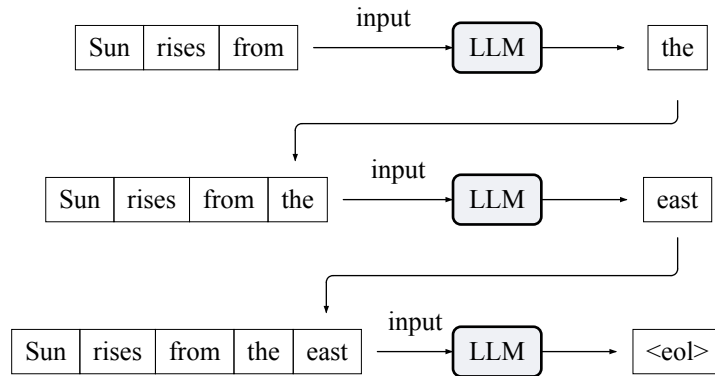 Sun rises from input LLM the
Sun rises from the input LLM east
Sun rises from the east input LLM <eol>